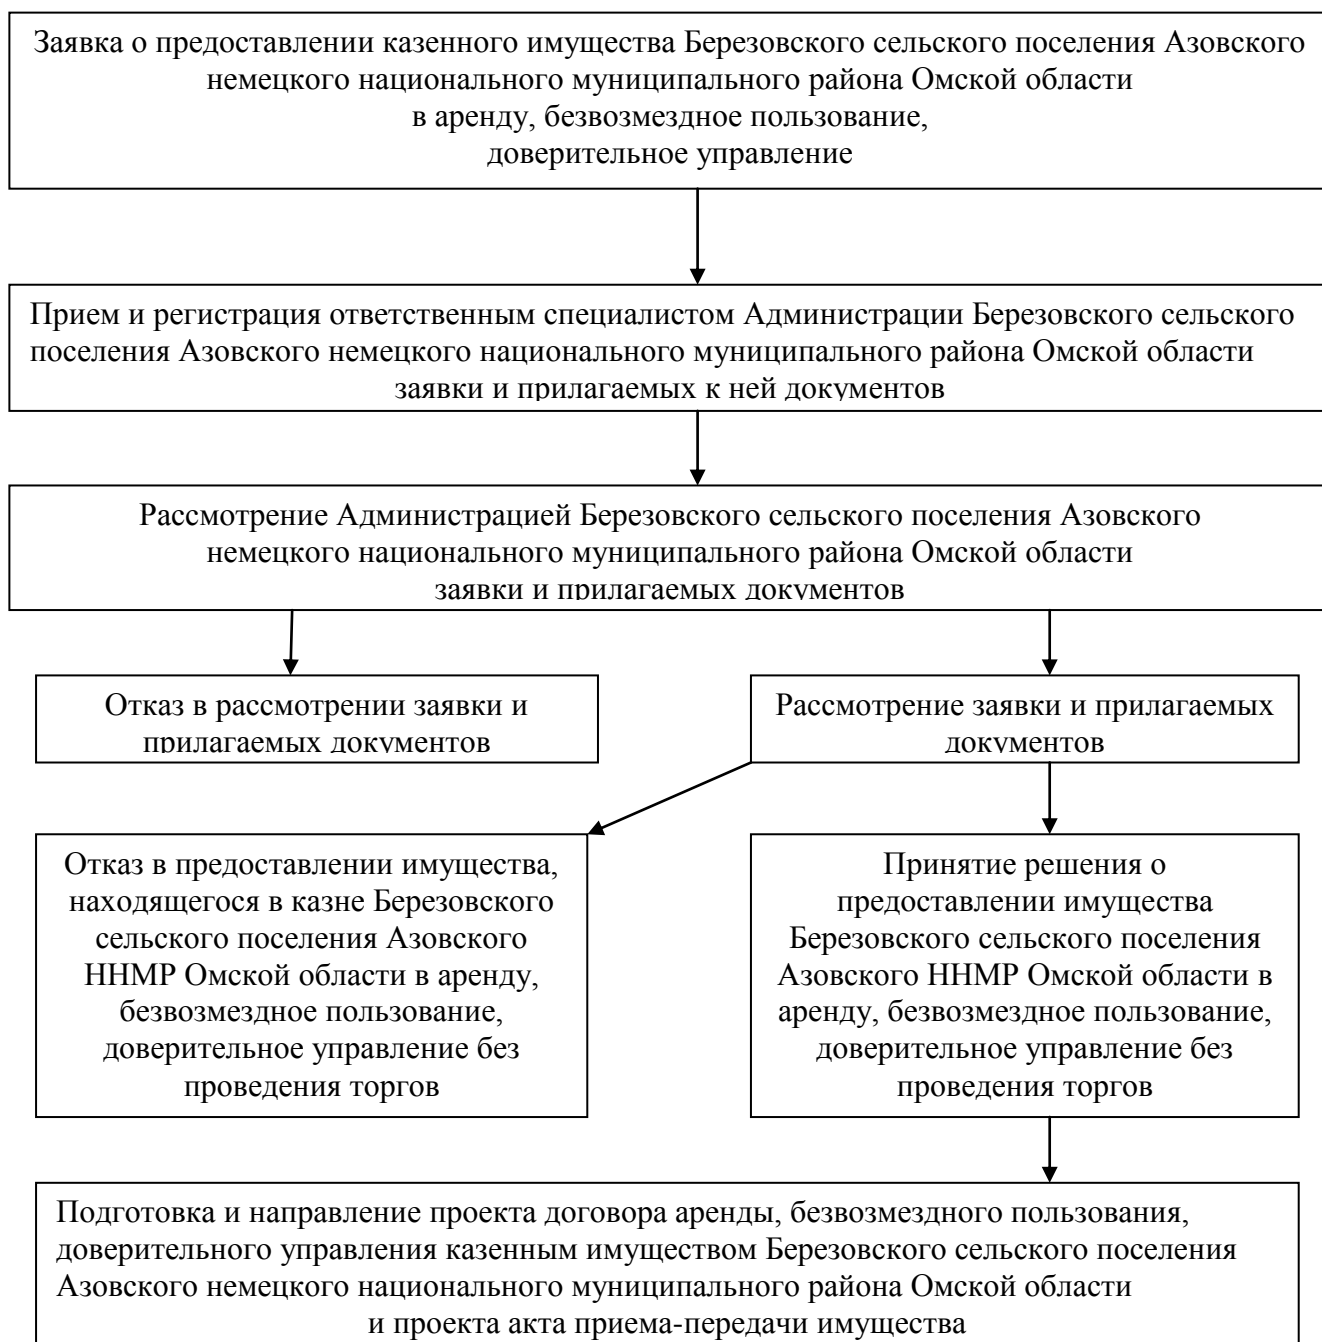 Заявка о предоставлении казенного имущества Березовского сельского поселения Азовского
немецкого национального муниципального района Омской области
в аренду, безвозмездное пользование,
доверительное управление
Прием и регистрация ответственным специалистом Администрации Березовского сельского
поселения Азовского немецкого национального муниципального района Омской области
заявки и прилагаемых к ней документов
Рассмотрение Администрацией Березовского сельского поселения Азовского
немецкого национального муниципального района Омской области
заявки и прилагаемых документов
Отказ в рассмотрении заявки и
прилагаемых документов
Рассмотрение заявки и прилагаемых
документов
Отказ в предоставлении имущества,
находящегося в казне Березовского
сельского поселения Азовского
ННМР Омской области в аренду,
безвозмездное пользование,
доверительное управление без
проведения торгов
Принятие решения о
предоставлении имущества
Березовского сельского поселения
Азовского ННМР Омской области в
аренду, безвозмездное пользование,
доверительное управление без
проведения торгов
Подготовка и направление проекта договора аренды, безвозмездного пользования,
доверительного управления казенным имуществом Березовского сельского поселения
Азовского немецкого национального муниципального района Омской области
и проекта акта приема-передачи имущества